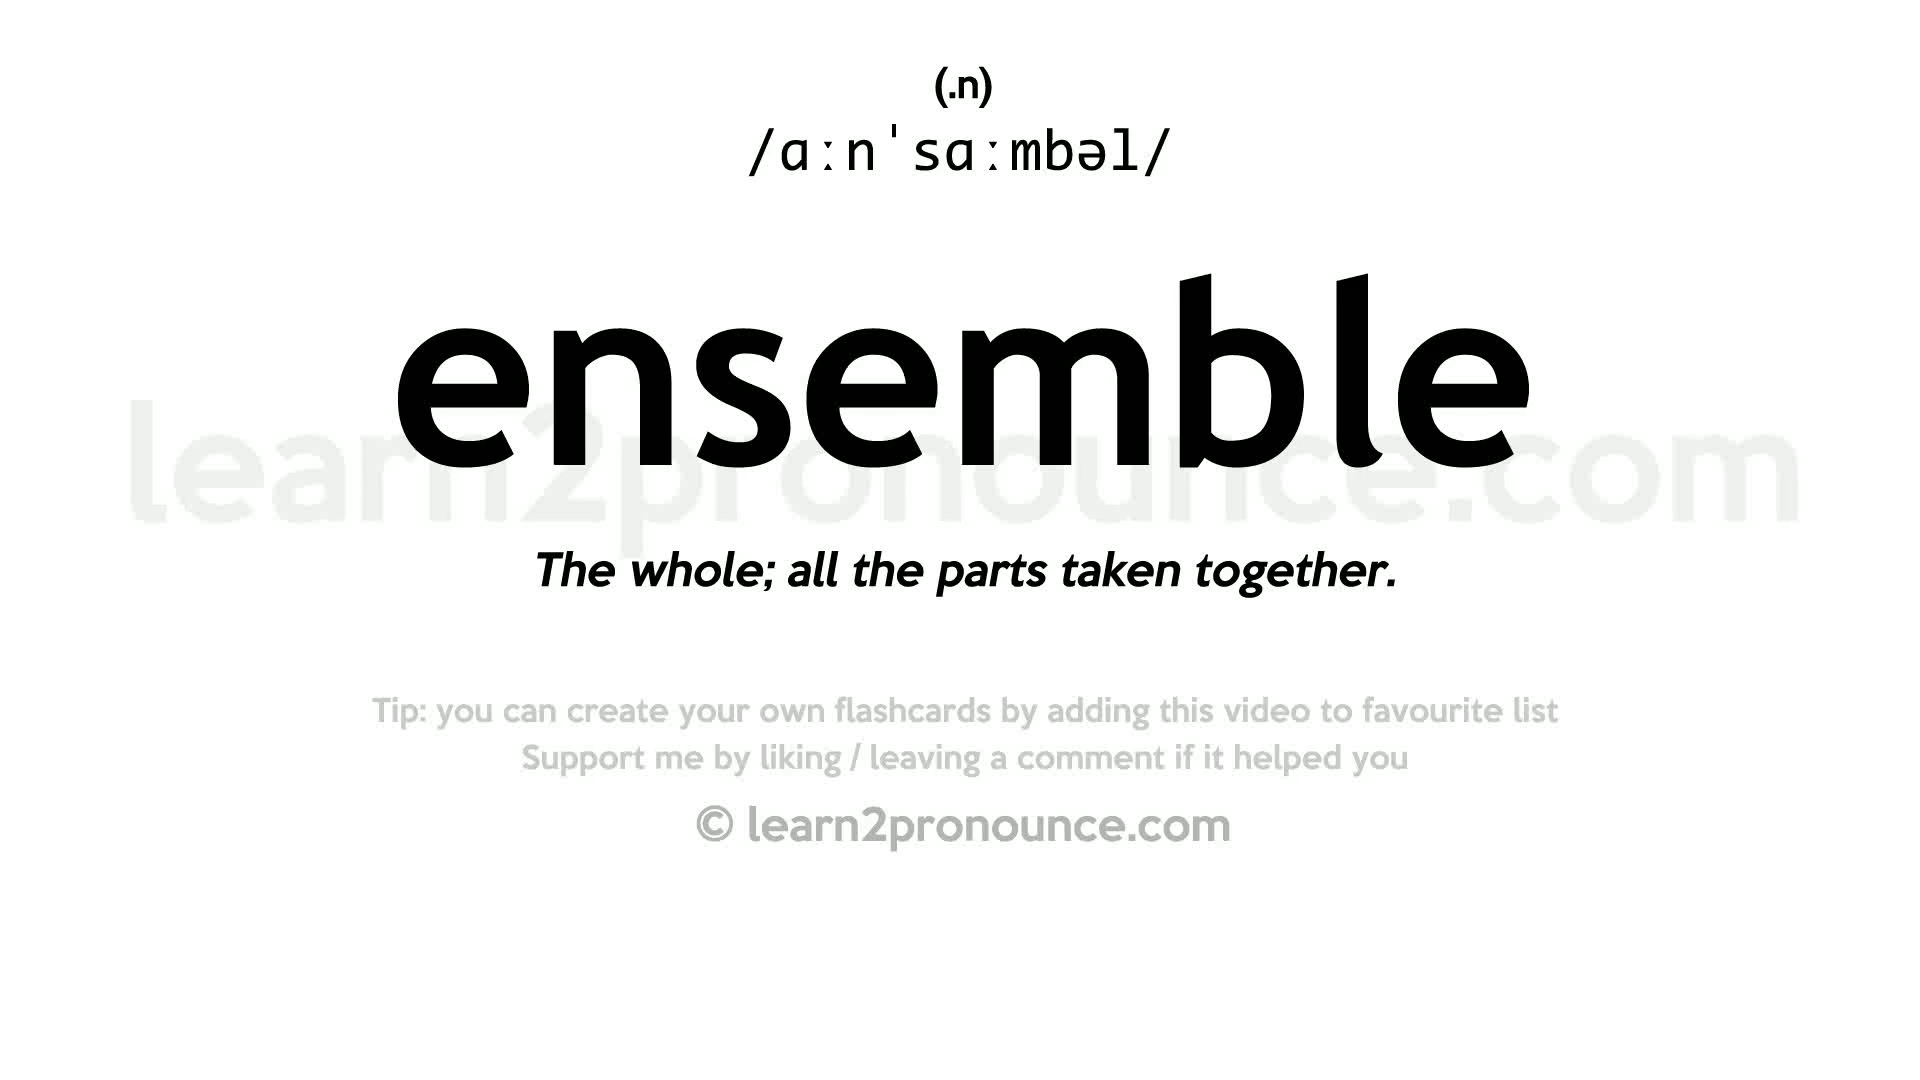 (.n)
/ɑːnˈsɑːmbəl/
ensemble
learn2pronounce.com
The whole; all the parts taken together.
Tip: you can create your own flashcards by adding this video to favourite list
Support me by liking / leaving a comment if it helped you
© learn2pronounce.com